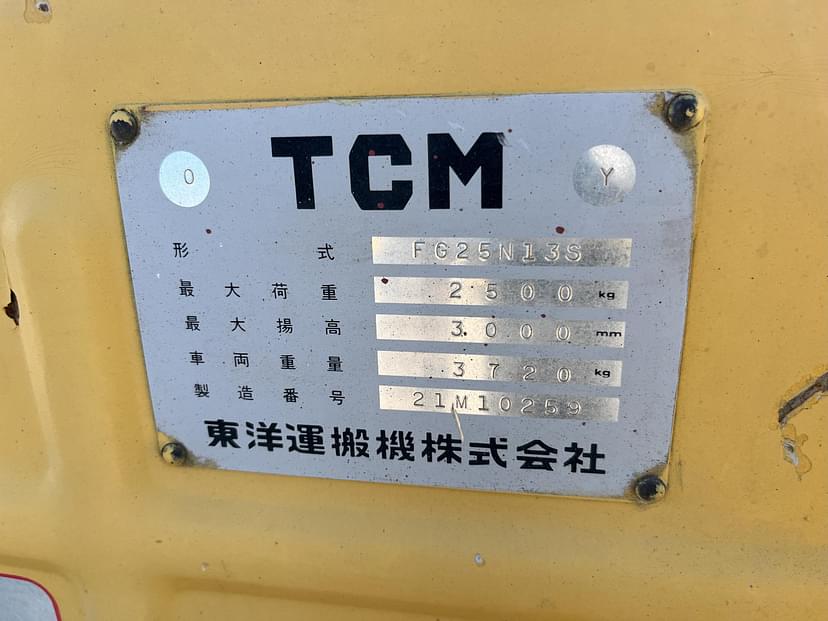 O TCM Y
形式 FG25N13S
最大荷重 2500 kg
最大揚高 3000 mm
車両重量 3720 kg
製造番号 21M10259
東洋運搬機株式会社